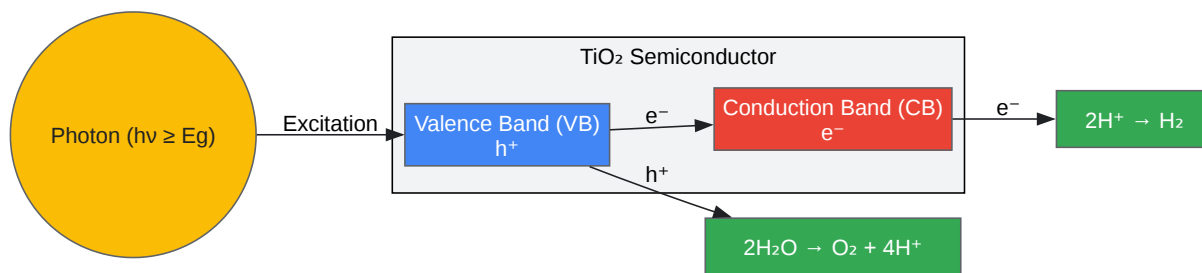 TiO₂ Semiconductor
Photon (hν ≥ Eg)
Excitation
Valence Band (VB)
h⁺
e⁻
Conduction Band (CB)
e⁻
e⁻
2H⁺ → H₂
h⁺
2H₂O → O₂ + 4H⁺